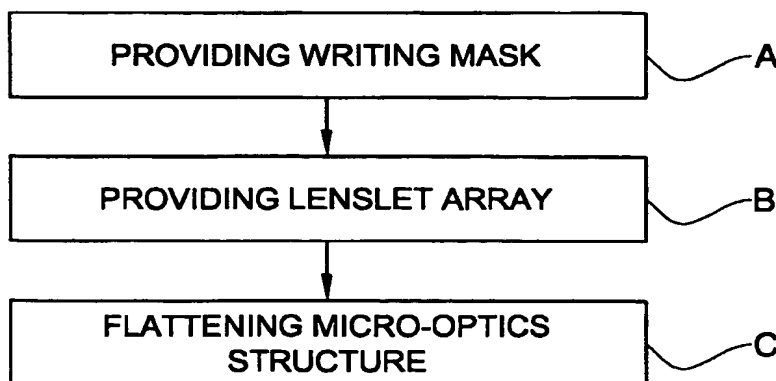 PROVIDING WRITING MASK
A
PROVIDING LENSLET ARRAY
B
FLATTENING MICRO-OPTICS
STRUCTURE
C